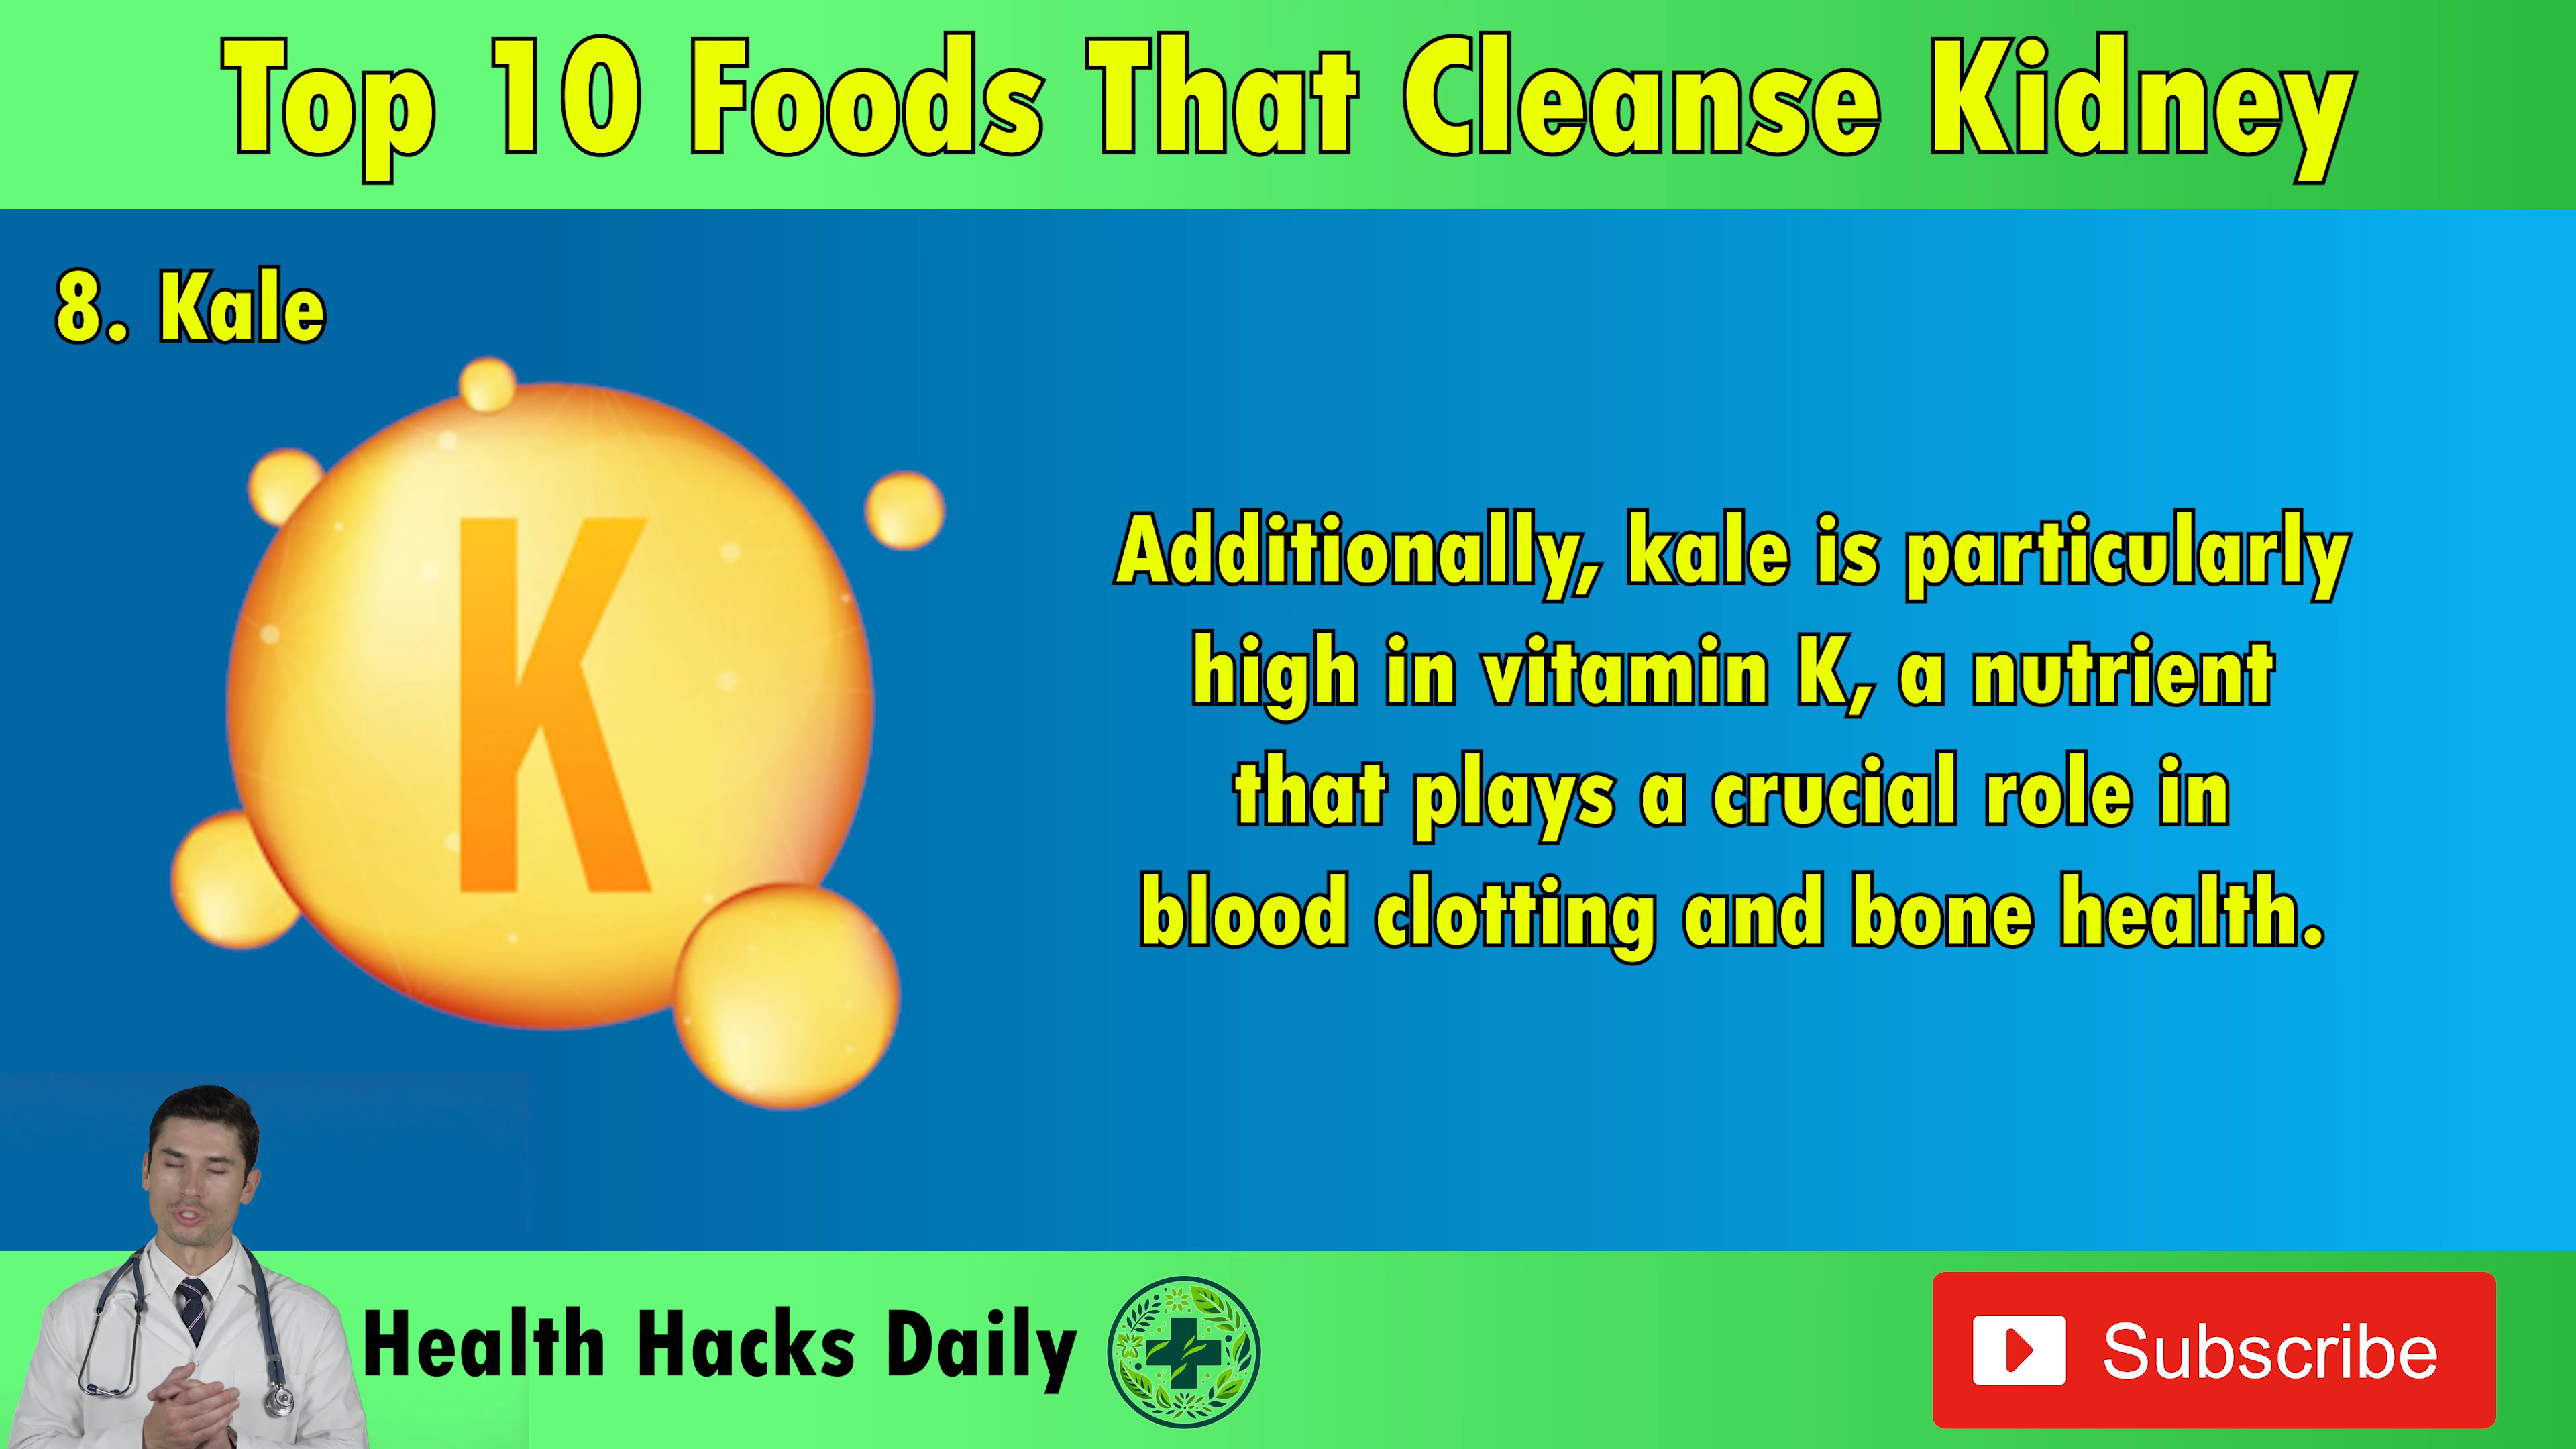 Top 10 Foods That Cleanse Kidney
8. Kale
K
Additionally, kale is particularly
high in vitamin K, a nutrient
that plays a crucial role in
blood clotting and bone health.
Health Hacks Daily
Subscribe